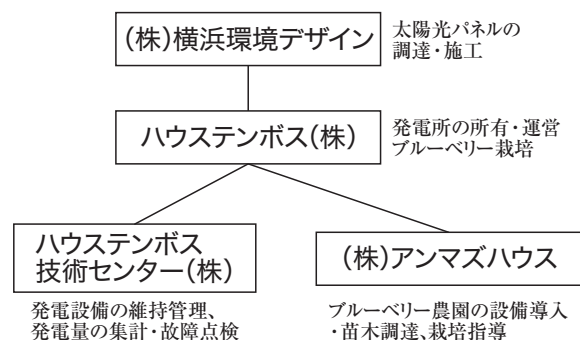 (株)横浜環境デザイン
太陽光パネルの
調達・施工
ハウステンボス(株)
発電所の所有・運営
ブルーベリー栽培
ハウステンボス
技術センター(株)
発電設備の維持管理、
発電量の集計・故障点検
(株)アンマズハウス
ブルーベリー農園の設備導入
・苗木調達、栽培指導